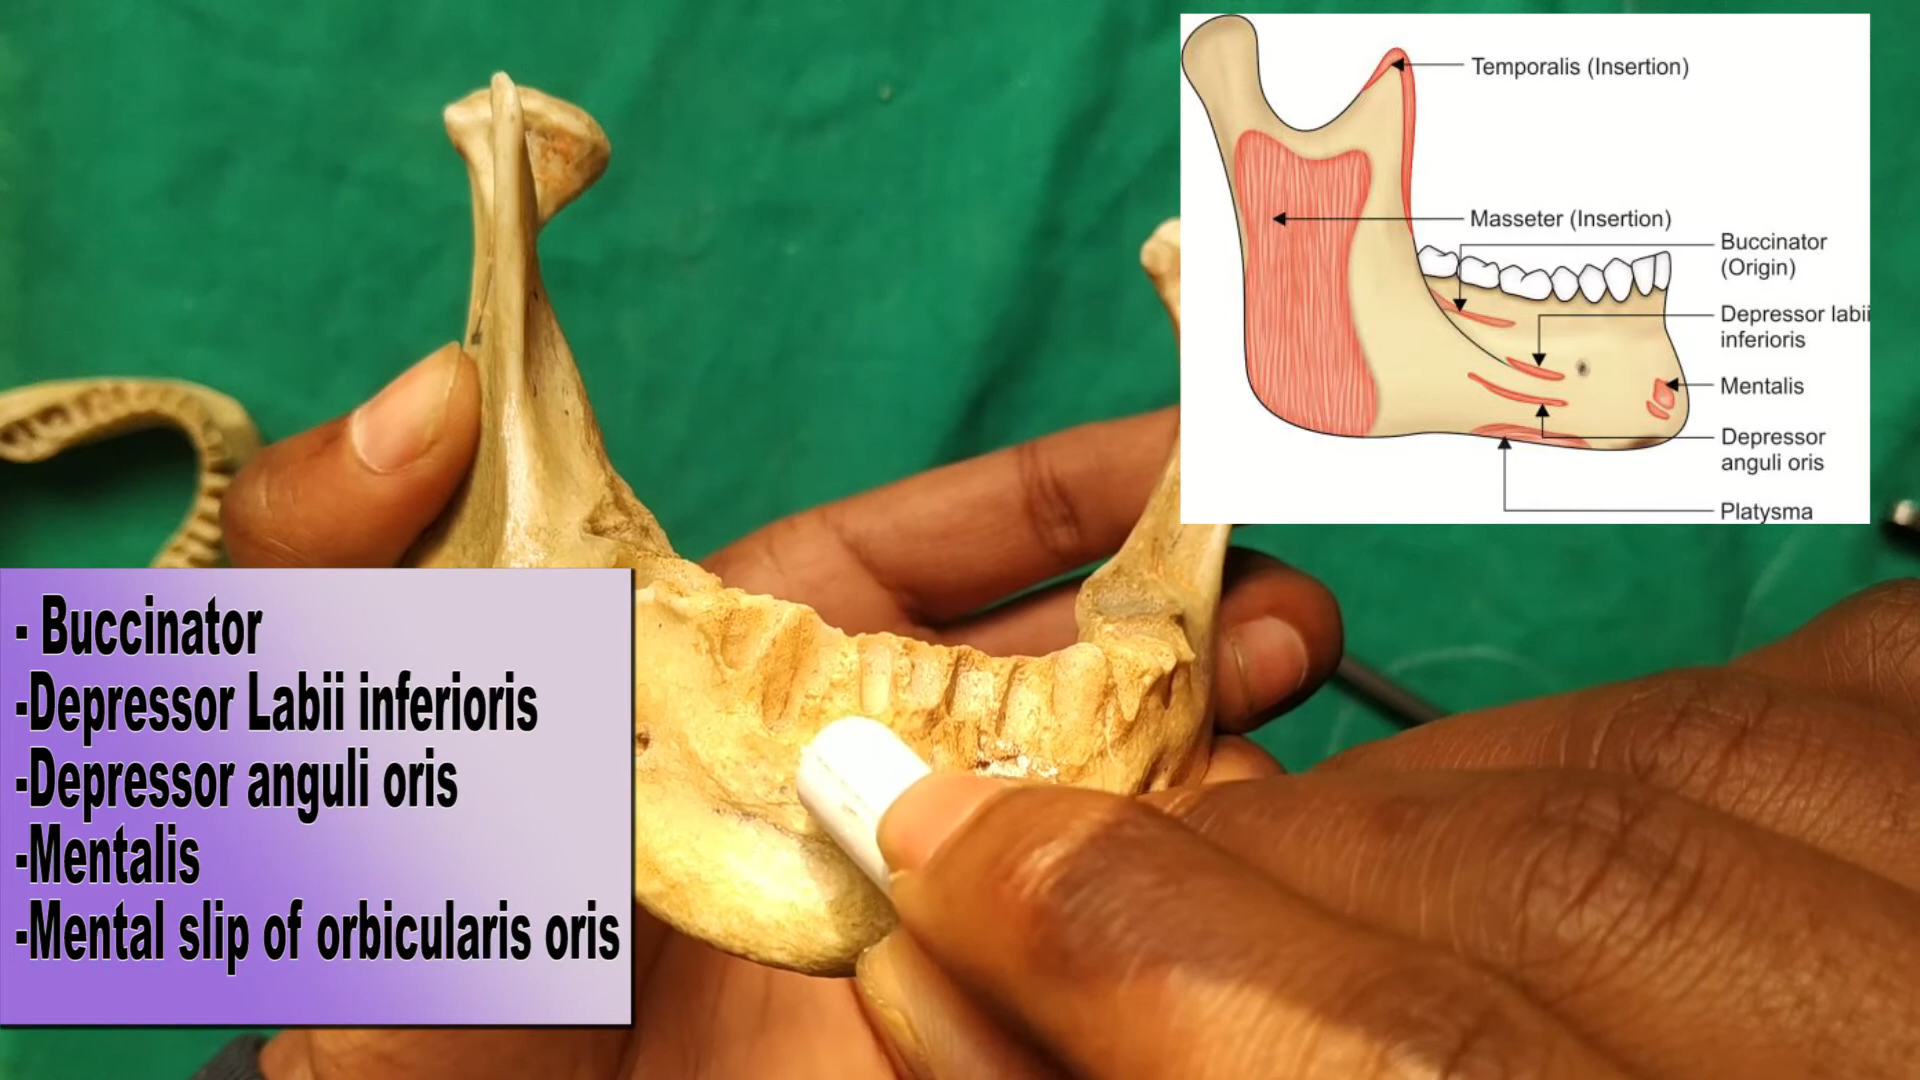 Temporalis (Insertion)
Masseter (Insertion)
Buccinator
(Origin)
Depressor labii
inferioris
Mentalis
Depressor
anguli oris
Platysma
- Buccinator
-Depressor Labii inferioris
-Depressor anguli oris
-Mentalis
-Mental slip of orbicularis oris